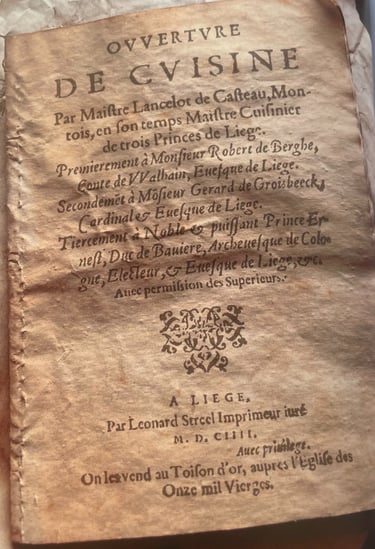 OVVERTVRE
DE CVISINE
Par Maistre Lancelot de Casteau, Mon-
tois, en son temps Maistre Cuisinier
de trois Princes de Liege.
Premierement à Monsieur Robert de Berghe,
Conte de VValhain, Euesque de Liege.
Secondemẽt à Mõsieur Gerard de Groisbeeck,
Cardinal & Euesque de Liege.
Tiercement à Noble & puissant Prince Er-
nest, Duc de Bauiere, Archeuesque de Colo-
gne, Electeur, & Euesque de Liege, &c.
Auec permission des Superieurs.
A LIEGE,
Par Leonard Streel Imprimeur iuré
M. D. CIIII.
Auec priuilege.
On les vend au Toison d'or, aupres l'Eglise des
Onze mil Vierges.